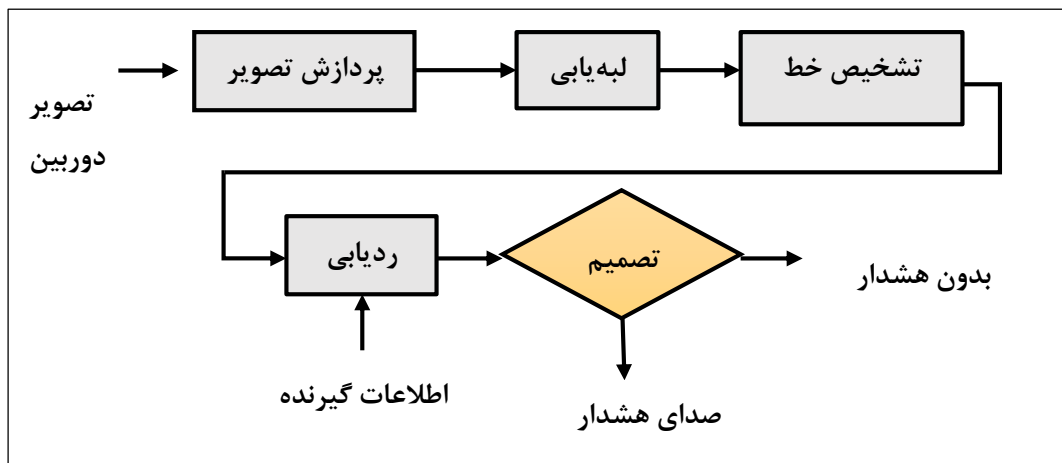 تصویر
دوربین
پردازش تصویر
لبه‌یابی
تشخیص خط
ردیابی
تصمیم
بدون هشدار
اطلاعات گیرنده
صدای هشدار